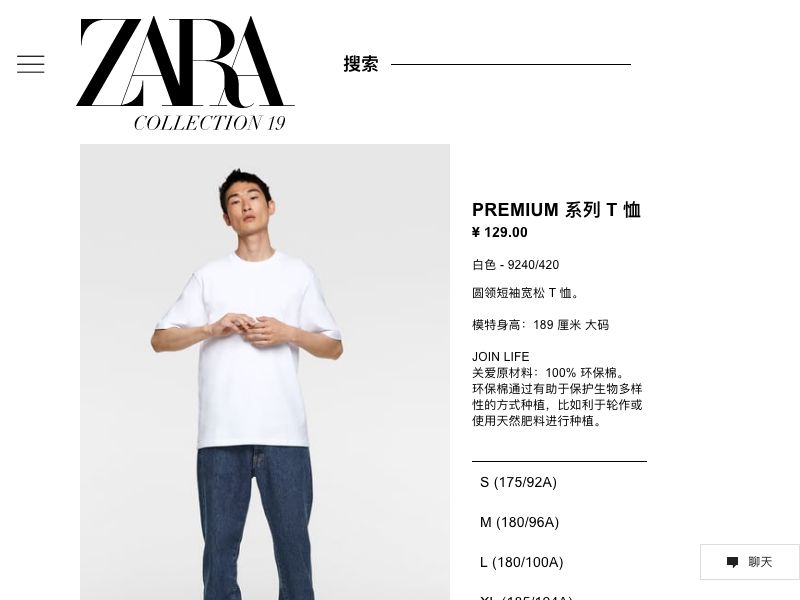 ZARA
COLLECTION 19
搜索
PREMIUM 系列 T 恤
¥ 129.00
白色 - 9240/420
圆领短袖宽松 T 恤。
模特身高：189 厘米 大码
JOIN LIFE
关爱原材料：100% 环保棉。
环保棉通过有助于保护生物多样
性的方式种植，比如利于轮作或
使用天然肥料进行种植。
S (175/92A)
M (180/96A)
L (180/100A)
XL (185/104A)
聊天